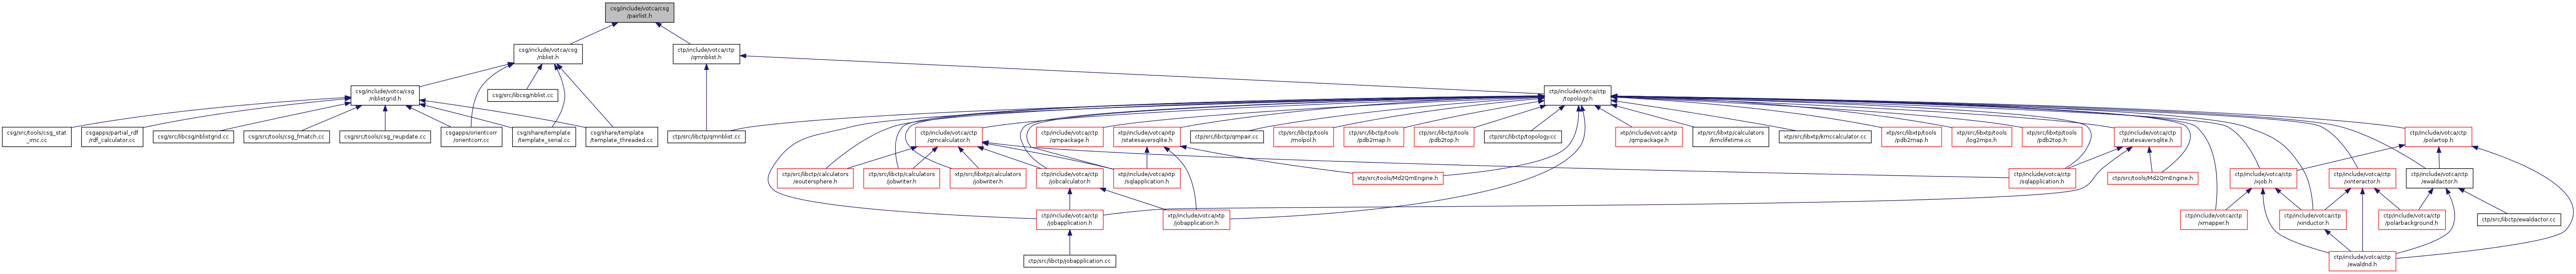 csg/include/votca/csg
/pairlist.h
csg/include/votca/csg
/nblist.h
ctp/include/votca/ctp
/qmnblist.h
csg/include/votca/csg
/nblistgrid.h
csg/src/libcsg/nblist.cc
ctp/include/votca/ctp
/topology.h
csg/src/tools/csg_stat
_imc.cc
csgapps/partial_rdf
/rdf_calculator.cc
csg/src/libcsg/nblistgrid.cc
csg/src/tools/csg_fmatch.cc
csg/src/tools/csg_reupdate.cc
csgapps/orientcorr
/orientcorr.cc
csg/share/template
/template_serial.cc
csg/share/template
/template_threaded.cc
ctp/src/libctp/qmnblist.cc
ctp/include/votca/ctp
/qmcalculator.h
ctp/include/votca/ctp
/qmpackage.h
xtp/include/votca/xtp
/statesaversqlite.h
ctp/src/libctp/qmpair.cc
ctp/src/libctp/tools
/molpol.h
ctp/src/libctp/tools
/pdb2map.h
ctp/src/libctp/tools
/pdb2top.h
ctp/src/libctp/topology.cc
xtp/include/votca/xtp
/qmpackage.h
xtp/src/libxtp/calculators
/kmclifetime.cc
xtp/src/libxtp/kmccalculator.cc
xtp/src/libxtp/tools
/pdb2map.h
xtp/src/libxtp/tools
/log2mps.h
xtp/src/libxtp/tools
/pdb2top.h
ctp/include/votca/ctp
/statesaversqlite.h
ctp/include/votca/ctp
/polartop.h
ctp/src/libctp/calculators
/eoutersphere.h
ctp/src/libctp/calculators
/jobwriter.h
xtp/src/libxtp/calculators
/jobwriter.h
ctp/include/votca/ctp
/jobcalculator.h
xtp/include/votca/xtp
/sqlapplication.h
xtp/src/tools/Md2QmEngine.h
ctp/include/votca/ctp
/sqlapplication.h
ctp/src/tools/Md2QmEngine.h
ctp/include/votca/ctp
/xjob.h
ctp/include/votca/ctp
/xinteractor.h
ctp/include/votca/ctp
/ewaldactor.h
ctp/include/votca/ctp
/jobapplication.h
xtp/include/votca/xtp
/jobapplication.h
ctp/include/votca/ctp
/xmapper.h
ctp/include/votca/ctp
/xinductor.h
ctp/include/votca/ctp
/polarbackground.h
ctp/src/libctp/ewaldactor.cc
ctp/src/libctp/jobapplication.cc
ctp/include/votca/ctp
/ewaldnd.h